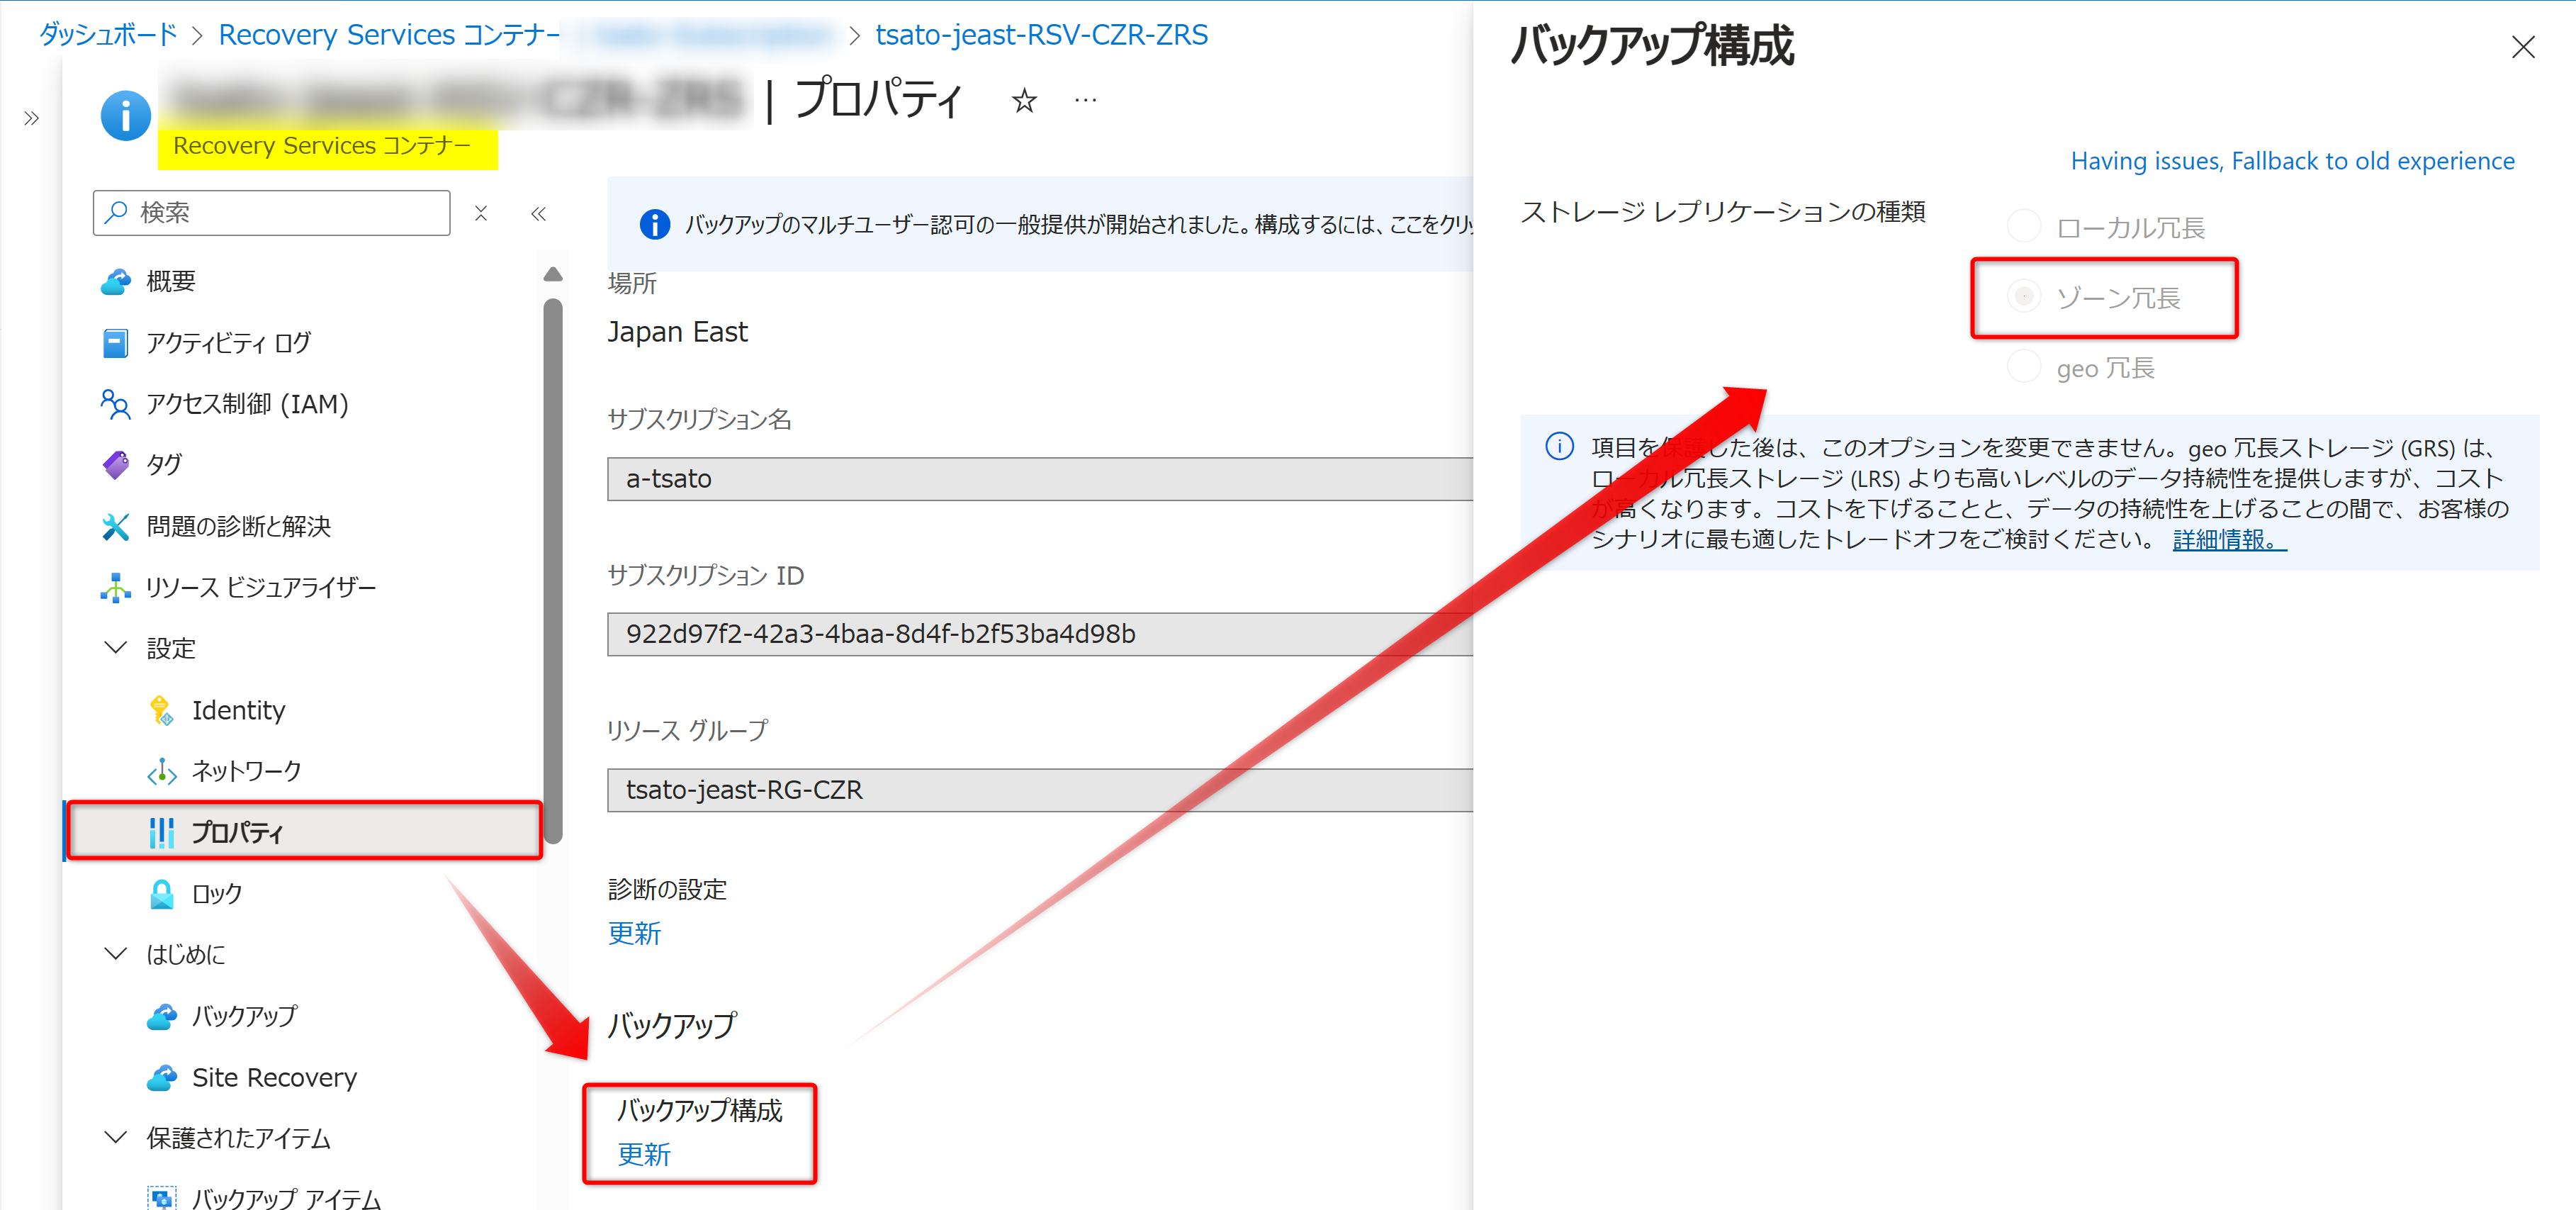 ダッシュボード > Recovery Services コンテナー > tsato-jeast-RSV-CZR-ZRS
| プロパティ ☆ …
Recovery Services コンテナー
検索
概要
アクティビティ ログ
アクセス制御 (IAM)
タグ
問題の診断と解決
リソース ビジュアライザー
設定
Identity
ネットワーク
プロパティ
ロック
はじめに
バックアップ
Site Recovery
保護されたアイテム
バックアップ アイテム
バックアップのマルチユーザー認可の一般提供が開始されました。構成するには、ここをクリッ
場所
Japan East
サブスクリプション名
a-tsato
サブスクリプション ID
922d97f2-42a3-4baa-8d4f-b2f53ba4d98b
リソース グループ
tsato-jeast-RG-CZR
診断の設定
更新
バックアップ
バックアップ構成
更新
バックアップ構成
Having issues, Fallback to old experience
ストレージ レプリケーションの種類
ローカル冗長
ゾーン冗長
geo 冗長
項目を保護した後は、このオプションを変更できません。geo 冗長ストレージ (GRS) は、
ローカル冗長ストレージ (LRS) よりも高いレベルのデータ持続性を提供しますが、コスト
が高くなります。コストを下げることと、データの持続性を上げることの間で、お客様の
シナリオに最も適したトレードオフをご検討ください。 詳細情報。